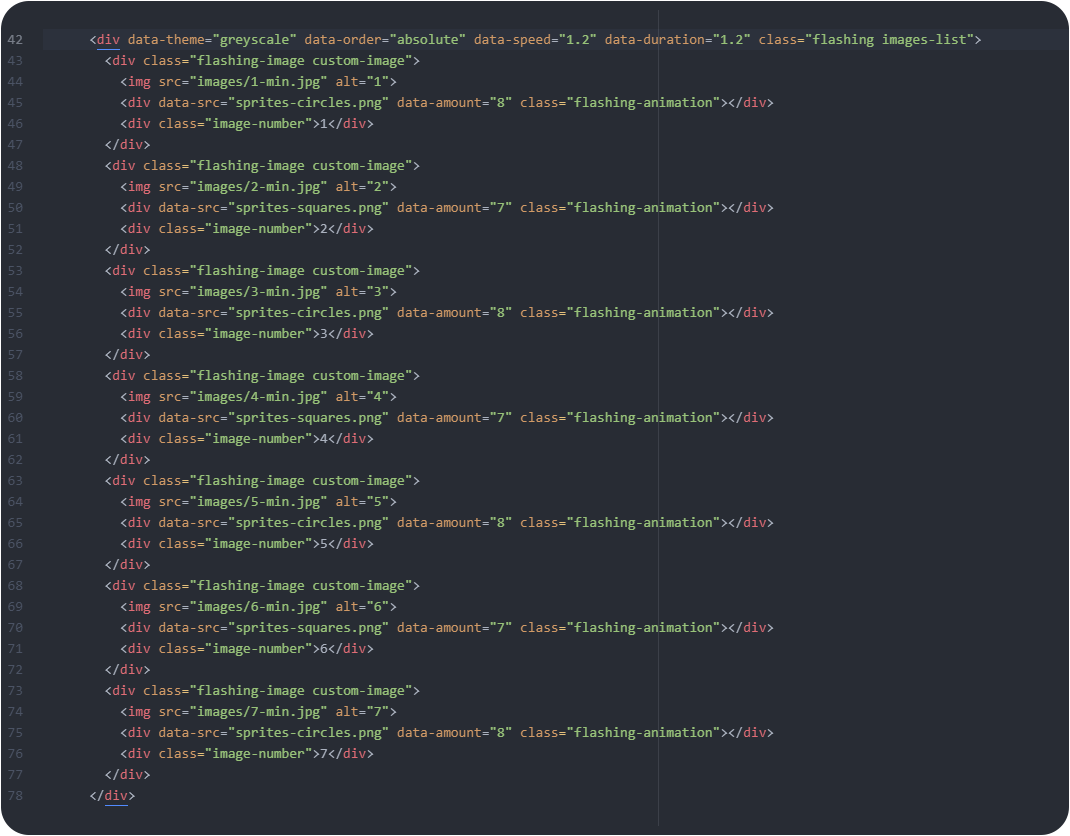 42 <div data-theme="greyscale" data-order="absolute" data-speed="1.2" data-duration="1.2" class="flashing images-list">
43 <div class="flashing-image custom-image">
44 <img src="images/1-min.jpg" alt="1">
45 <div data-src="sprites-circles.png" data-amount="8" class="flashing-animation"></div>
46 <div class="image-number">1</div>
47 </div>
48 <div class="flashing-image custom-image">
49 <img src="images/2-min.jpg" alt="2">
50 <div data-src="sprites-squares.png" data-amount="7" class="flashing-animation"></div>
51 <div class="image-number">2</div>
52 </div>
53 <div class="flashing-image custom-image">
54 <img src="images/3-min.jpg" alt="3">
55 <div data-src="sprites-circles.png" data-amount="8" class="flashing-animation"></div>
56 <div class="image-number">3</div>
57 </div>
58 <div class="flashing-image custom-image">
59 <img src="images/4-min.jpg" alt="4">
60 <div data-src="sprites-squares.png" data-amount="7" class="flashing-animation"></div>
61 <div class="image-number">4</div>
62 </div>
63 <div class="flashing-image custom-image">
64 <img src="images/5-min.jpg" alt="5">
65 <div data-src="sprites-circles.png" data-amount="8" class="flashing-animation"></div>
66 <div class="image-number">5</div>
67 </div>
68 <div class="flashing-image custom-image">
69 <img src="images/6-min.jpg" alt="6">
70 <div data-src="sprites-squares.png" data-amount="7" class="flashing-animation"></div>
71 <div class="image-number">6</div>
72 </div>
73 <div class="flashing-image custom-image">
74 <img src="images/7-min.jpg" alt="7">
75 <div data-src="sprites-circles.png" data-amount="8" class="flashing-animation"></div>
76 <div class="image-number">7</div>
77 </div>
78 </div>